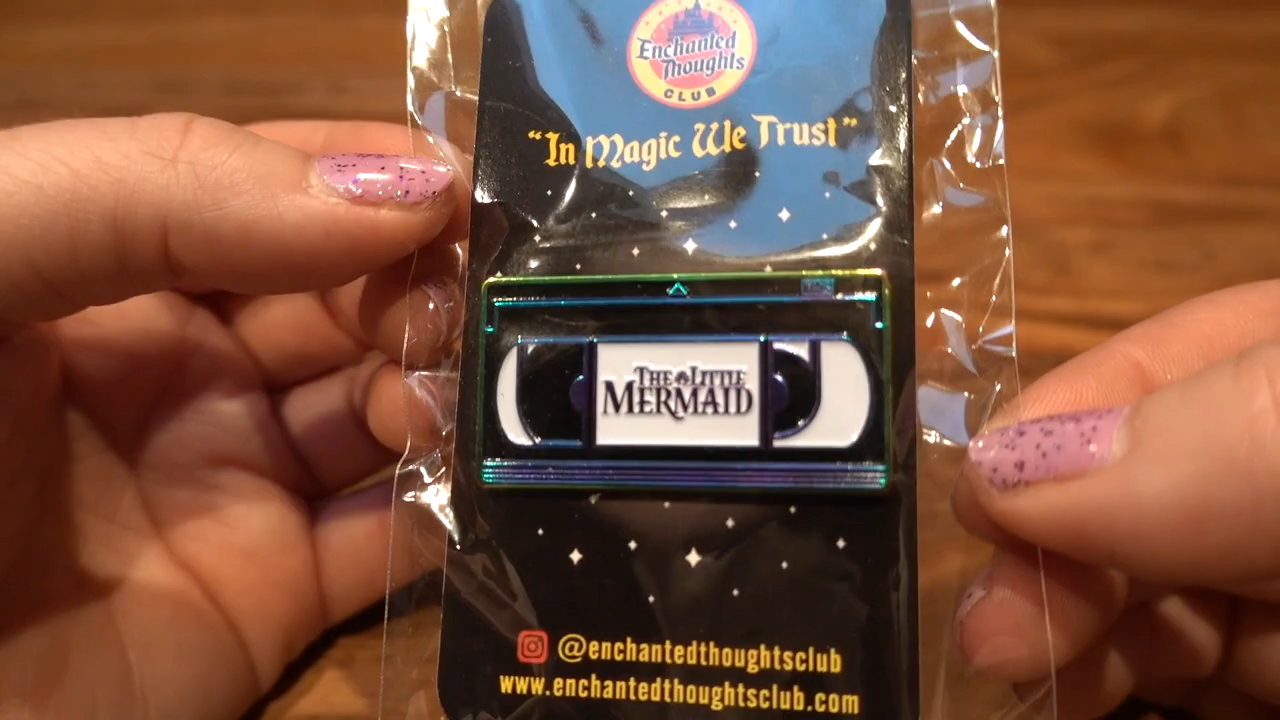 Enchanted
Thoughts
CLUB
“In Magic We Trust”
THE LITTLE
MERMAID
@enchantedthoughtsclub
www.enchantedthoughtsclub.com